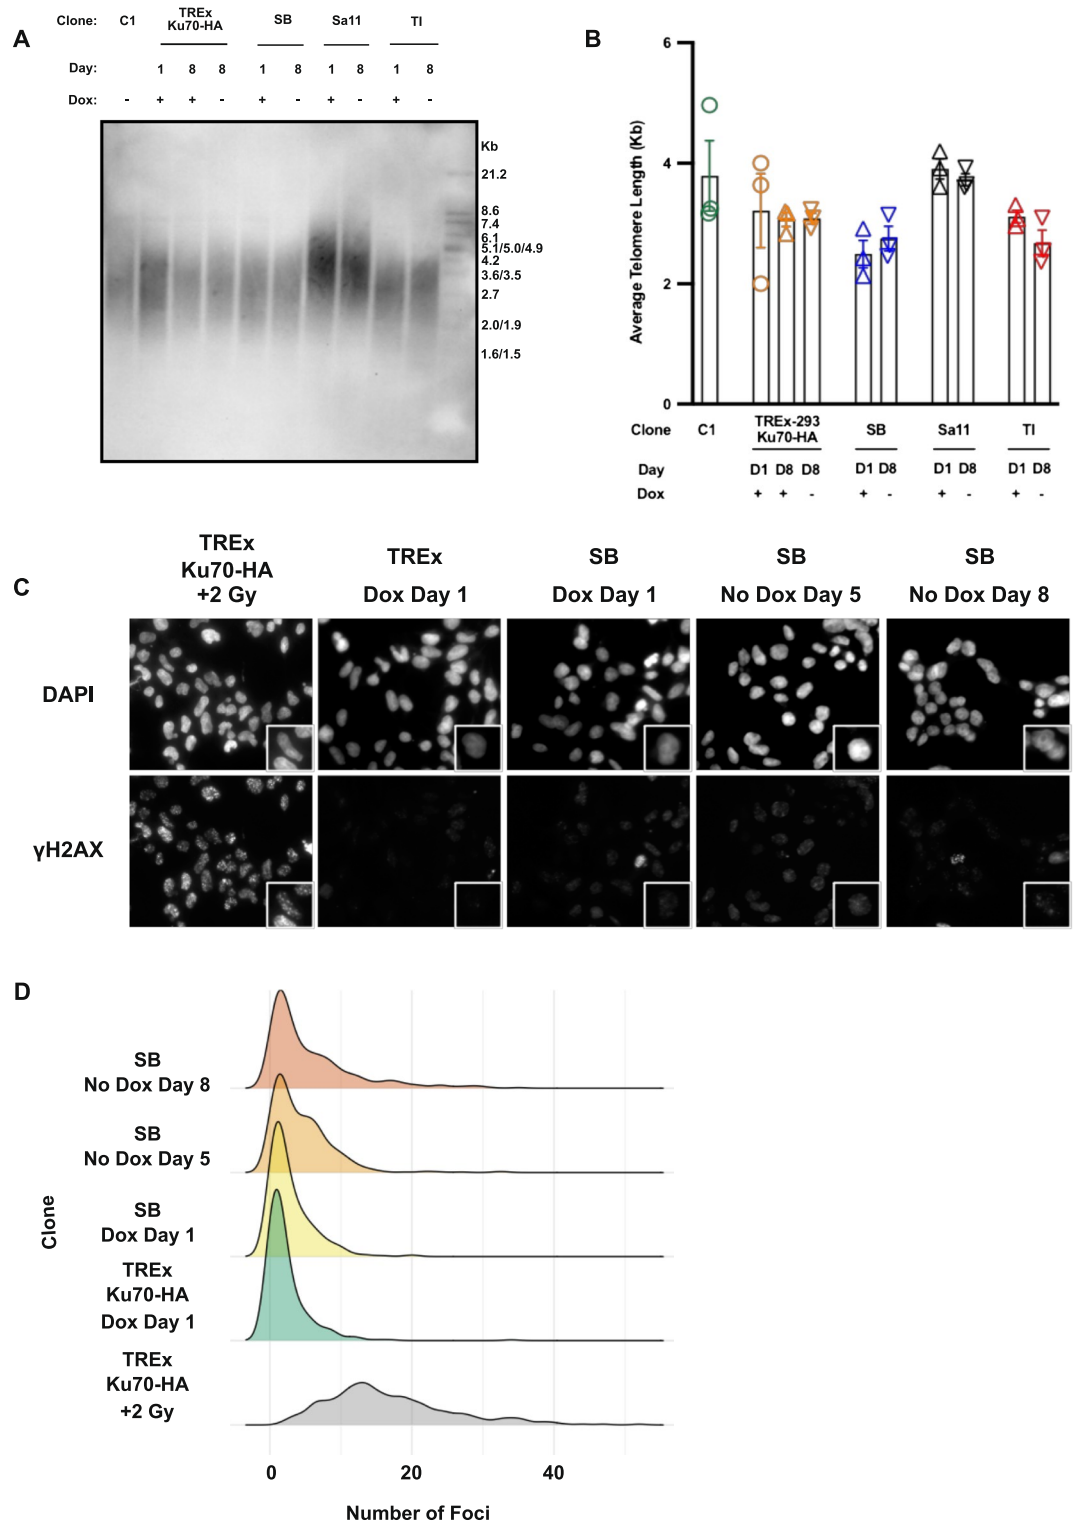 A
Clone: C1 TREx Ku70-HA SB Sa11 TI
Day: 1 8 8 1 8 1 8 1 8
Dox: - + + - + - + - + -
Kb
21.2
8.6
7.4
6.1
5.1/5.0/4.9
4.2
3.6/3.5
2.7
2.0/1.9
1.6/1.5
B
Average Telomere Length (Kb)
6
4
2
0
Clone C1 TREx-293 Ku70-HA SB Sa11 TI
Day D1 D8 D8 D1 D8 D1 D8 D1 D8
Dox + + - + - + - + -
C
TREx
Ku70-HA
+2 Gy
TREx
Dox Day 1
SB
Dox Day 1
SB
No Dox Day 5
SB
No Dox Day 8
DAPI
γH2AX
D
Clone
SB
No Dox Day 8
SB
No Dox Day 5
SB
Dox Day 1
TREx
Ku70-HA
Dox Day 1
TREx
Ku70-HA
+2 Gy
0 20 40
Number of Foci